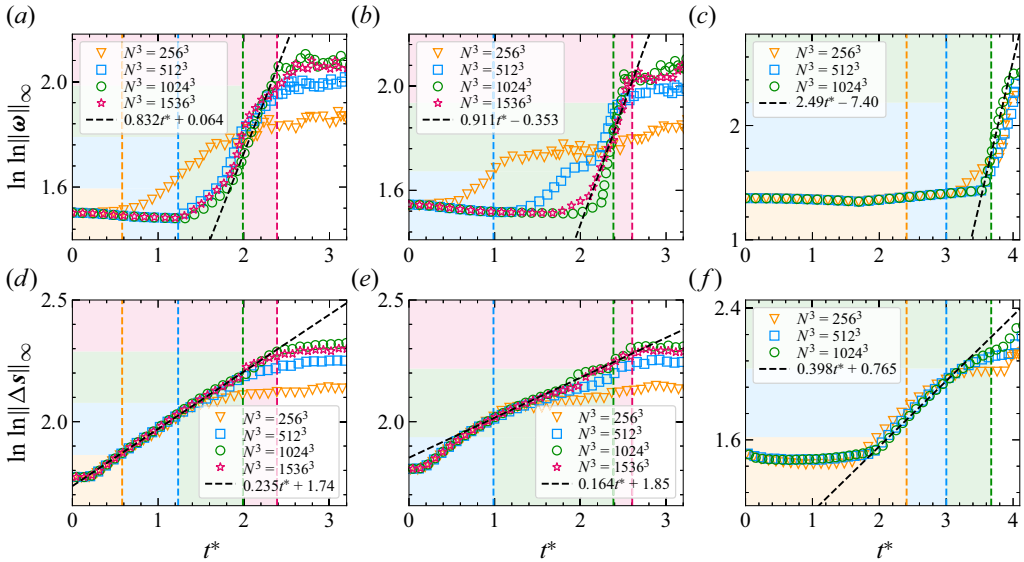 (a)
2.0
1.6
ln ln‖ω‖∞
N³ = 256³
N³ = 512³
N³ = 1024³
N³ = 1536³
0.832t* + 0.064
0 1 2 3
(b)
2.0
1.6
N³ = 256³
N³ = 512³
N³ = 1024³
N³ = 1536³
0.911t* − 0.353
0 1 2 3
(c)
2
1
N³ = 256³
N³ = 512³
N³ = 1024³
2.49t* − 7.40
0 1 2 3 4
(d)
2.5
2.0
ln ln‖Δs‖∞
N³ = 256³
N³ = 512³
N³ = 1024³
N³ = 1536³
0.235t* + 1.74
0 1 2 3
t*
(e)
2.5
2.0
N³ = 256³
N³ = 512³
N³ = 1024³
N³ = 1536³
0.164t* + 1.85
0 1 2 3
t*
(f)
2.4
1.6
N³ = 256³
N³ = 512³
N³ = 1024³
0.398t* + 0.765
0 1 2 3 4
t*